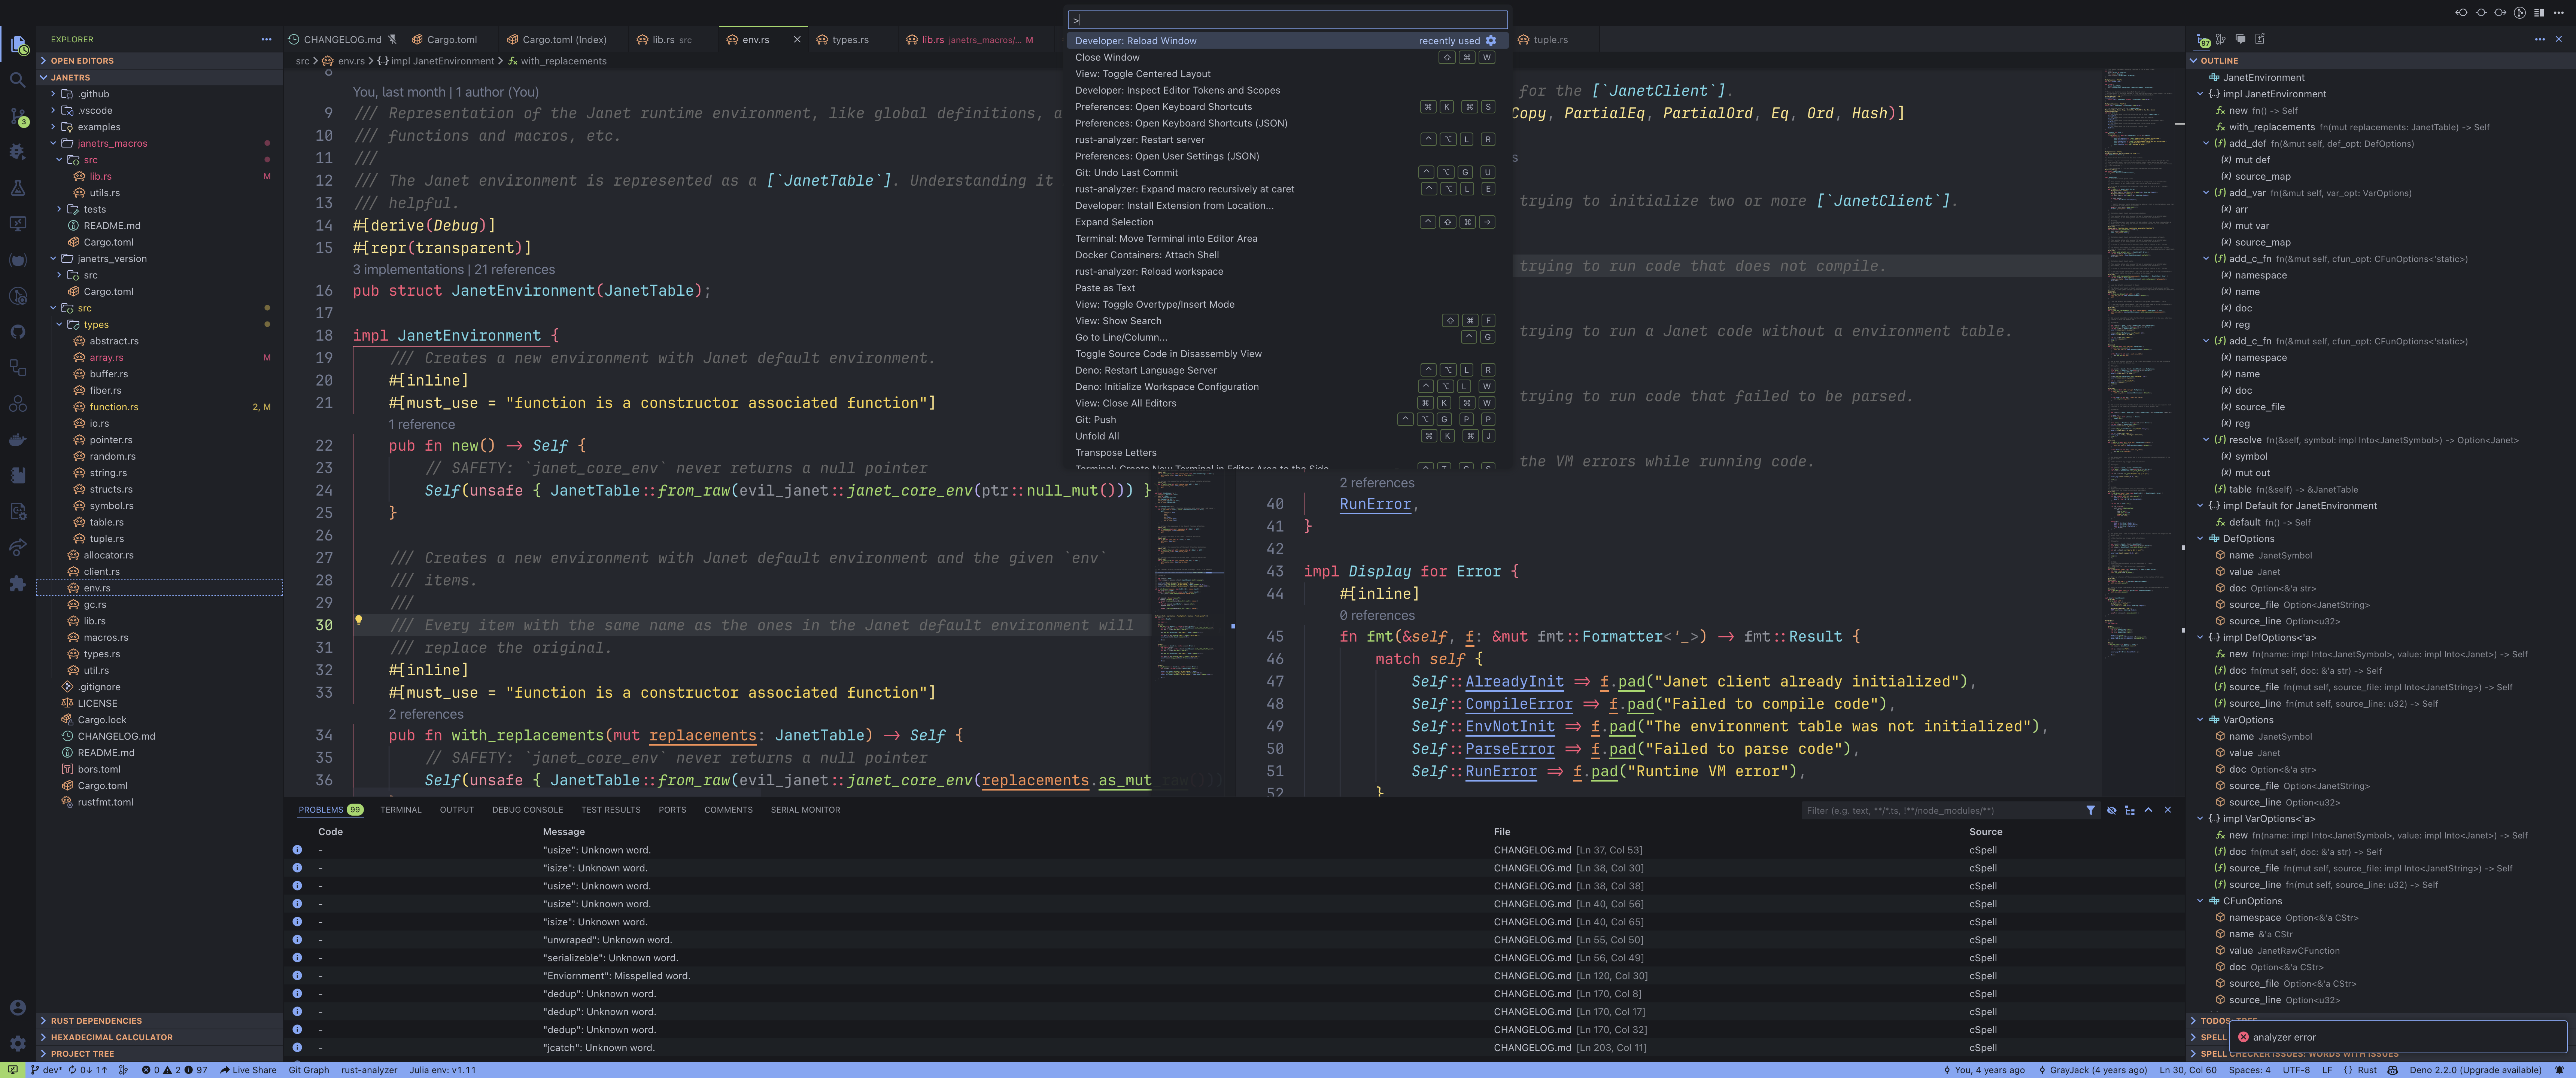 >
EXPLORER
OPEN EDITORS
JANETRS
.github
.vscode
examples
janetrs_macros
src
lib.rs M
utils.rs
tests
README.md
Cargo.toml
janetrs_version
src
Cargo.toml
src
types
abstract.rs
array.rs M
buffer.rs
fiber.rs
function.rs 2, M
io.rs
pointer.rs
random.rs
string.rs
structs.rs
symbol.rs
table.rs
tuple.rs
allocator.rs
client.rs
env.rs
gc.rs
lib.rs
macros.rs
types.rs
util.rs
.gitignore
LICENSE
Cargo.lock
CHANGELOG.md
README.md
bors.toml
Cargo.toml
rustfmt.toml
RUST DEPENDENCIES
HEXADECIMAL CALCULATOR
PROJECT TREE
3
CHANGELOG.md Cargo.toml Cargo.toml (Index) lib.rs src env.rs types.rs lib.rs janetrs_macros/... M tuple.rs
src > env.rs > {} impl JanetEnvironment > with_replacements
8
You, last month | 1 author (You)
9 /// Representation of the Janet runtime environment, like global definitions, a
10 /// functions and macros, etc.
11 ///
12 /// The Janet environment is represented as a [`JanetTable`]. Understanding it
13 /// helpful.
14 #[derive(Debug)]
15 #[repr(transparent)]
3 implementations | 21 references
16 pub struct JanetEnvironment(JanetTable);
17
18 impl JanetEnvironment {
19 /// Creates a new environment with Janet default environment.
20 #[inline]
21 #[must_use = "function is a constructor associated function"]
1 reference
22 pub fn new() -> Self {
23 // SAFETY: `janet_core_env` never returns a null pointer
24 Self(unsafe { JanetTable::from_raw(evil_janet::janet_core_env(ptr::null_mut())) }
25 }
26
27 /// Creates a new environment with Janet default environment and the given `env`
28 /// items.
29 ///
30 /// Every item with the same name as the ones in the Janet default environment will
31 /// replace the original.
32 #[inline]
33 #[must_use = "function is a constructor associated function"]
2 references
34 pub fn with_replacements(mut replacements: JanetTable) -> Self {
35 // SAFETY: `janet_core_env` never returns a null pointer
36 Self(unsafe { JanetTable::from_raw(evil_janet::janet_core_env(replacements.as_mut_raw()))
Developer: Reload Window recently used
Close Window ⇧ ⌘ W
View: Toggle Centered Layout
Developer: Inspect Editor Tokens and Scopes
Preferences: Open Keyboard Shortcuts ⌘ K ⌘ S
Preferences: Open Keyboard Shortcuts (JSON)
rust-analyzer: Restart server ⌃ ⌥ L R
Preferences: Open User Settings (JSON)
Git: Undo Last Commit ⌃ ⌥ G U
rust-analyzer: Expand macro recursively at caret ⌃ ⌥ L E
Developer: Install Extension from Location...
Expand Selection ⌃ ⇧ ⌘ →
Terminal: Move Terminal into Editor Area
Docker Containers: Attach Shell
rust-analyzer: Reload workspace
Paste as Text
View: Toggle Overtype/Insert Mode
View: Show Search ⇧ ⌘ F
Go to Line/Column... ⌃ G
Toggle Source Code in Disassembly View
Deno: Restart Language Server ⌃ ⌥ L R
Deno: Initialize Workspace Configuration ⌃ ⌥ L W
View: Close All Editors ⌘ K ⌘ W
Git: Push ⌃ ⌥ G P P
Unfold All ⌘ K ⌘ J
Transpose Letters
Terminal: Create New Terminal in Editor Area to the Side
for the [`JanetClient`].
Copy, PartialEq, PartialOrd, Eq, Ord, Hash)]
s
trying to initialize two or more [`JanetClient`].
trying to run code that does not compile.
trying to run a Janet code without a environment table.
trying to run code that failed to be parsed.
the VM errors while running code.
2 references
40 RunError,
41 }
42
43 impl Display for Error {
44 #[inline]
0 references
45 fn fmt(&self, f: &mut fmt::Formatter<'_>) -> fmt::Result {
46 match self {
47 Self::AlreadyInit => f.pad("Janet client already initialized"),
48 Self::CompileError => f.pad("Failed to compile code"),
49 Self::EnvNotInit => f.pad("The environment table was not initialized"),
50 Self::ParseError => f.pad("Failed to parse code"),
51 Self::RunError => f.pad("Runtime VM error"),
52 }
PROBLEMS 99 TERMINAL OUTPUT DEBUG CONSOLE TEST RESULTS PORTS COMMENTS SERIAL MONITOR Filter (e.g. text, **/*.ts, !**/node_modules/**)
Code Message File Source
- "usize": Unknown word. CHANGELOG.md [Ln 37, Col 53] cSpell
- "isize": Unknown word. CHANGELOG.md [Ln 38, Col 30] cSpell
- "usize": Unknown word. CHANGELOG.md [Ln 38, Col 38] cSpell
- "usize": Unknown word. CHANGELOG.md [Ln 40, Col 56] cSpell
- "isize": Unknown word. CHANGELOG.md [Ln 40, Col 65] cSpell
- "unwraped": Unknown word. CHANGELOG.md [Ln 55, Col 50] cSpell
- "serializeble": Unknown word. CHANGELOG.md [Ln 56, Col 49] cSpell
- "Enviornment": Misspelled word. CHANGELOG.md [Ln 120, Col 30] cSpell
- "dedup": Unknown word. CHANGELOG.md [Ln 170, Col 8] cSpell
- "dedup": Unknown word. CHANGELOG.md [Ln 170, Col 17] cSpell
- "dedup": Unknown word. CHANGELOG.md [Ln 170, Col 32] cSpell
- "jcatch": Unknown word. CHANGELOG.md [Ln 203, Col 11] cSpell
97
OUTLINE
JanetEnvironment
impl JanetEnvironment
new fn() -> Self
with_replacements fn(mut replacements: JanetTable) -> Self
add_def fn(&mut self, def_opt: DefOptions)
mut def
source_map
add_var fn(&mut self, var_opt: VarOptions)
arr
mut var
source_map
add_c_fn fn(&mut self, cfun_opt: CFunOptions<'static>)
namespace
name
doc
reg
add_c_fn fn(&mut self, cfun_opt: CFunOptions<'static>)
namespace
name
doc
source_file
reg
resolve fn(&self, symbol: impl Into<JanetSymbol>) -> Option<Janet>
symbol
mut out
table fn(&self) -> &JanetTable
impl Default for JanetEnvironment
default fn() -> Self
DefOptions
name JanetSymbol
value Janet
doc Option<&'a str>
source_file Option<JanetString>
source_line Option<u32>
impl DefOptions<'a>
new fn(name: impl Into<JanetSymbol>, value: impl Into<Janet>) -> Self
doc fn(mut self, doc: &'a str) -> Self
source_file fn(mut self, source_file: impl Into<JanetString>) -> Self
source_line fn(mut self, source_line: u32) -> Self
VarOptions
name JanetSymbol
value Janet
doc Option<&'a str>
source_file Option<JanetString>
source_line Option<u32>
impl VarOptions<'a>
new fn(name: impl Into<JanetSymbol>, value: impl Into<Janet>) -> Self
doc fn(mut self, doc: &'a str) -> Self
source_file fn(mut self, source_file: impl Into<JanetString>) -> Self
source_line fn(mut self, source_line: u32) -> Self
CFunOptions
namespace Option<&'a CStr>
name &'a CStr
value JanetRawCFunction
doc Option<&'a CStr>
source_file Option<&'a CStr>
source_line Option<u32>
TODOS: TREE
SPELL
analyzer error
SPELL CHECKER ISSUES: WORDS WITH ISSUES
dev* 0↓ 1↑ 0 2 97 Live Share Git Graph rust-analyzer Julia env: v1.11 You, 4 years ago GrayJack (4 years ago) Ln 30, Col 60 Spaces: 4 UTF-8 LF {} Rust Deno 2.2.0 (Upgrade available)